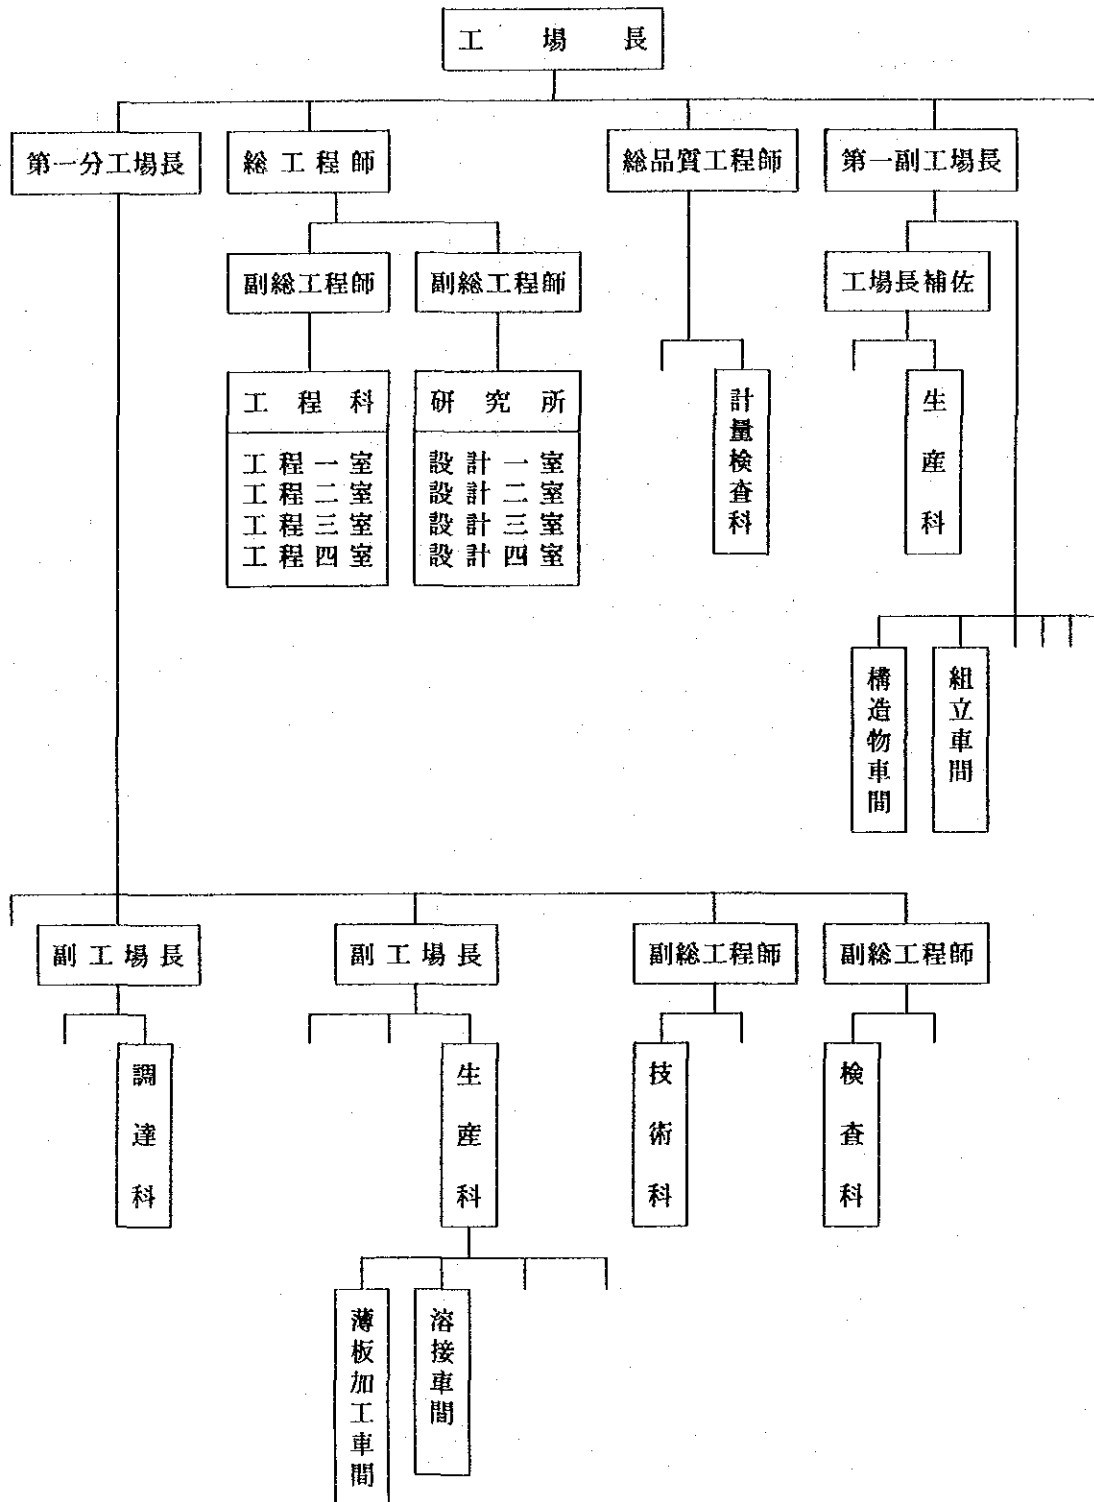 工場長
第一分工場長
総工程師
総品質工程師
第一副工場長
副総工程師
副総工程師
工場長補佐
工程科
工程一室
工程二室
工程三室
工程四室
研究所
設計一室
設計二室
設計三室
設計四室
計量検査科
生産科
構造物車間
組立車間
副工場長
副工場長
副総工程師
副総工程師
調達科
生産科
技術科
検査科
薄板加工車間
溶接車間